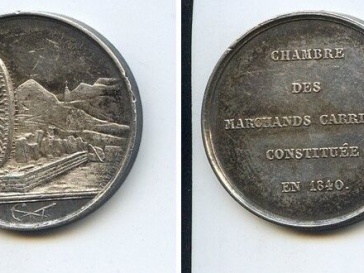 CHAMBRE
DES
MARCHANDS CARRI
CONSTITUÉE
EN 1840.